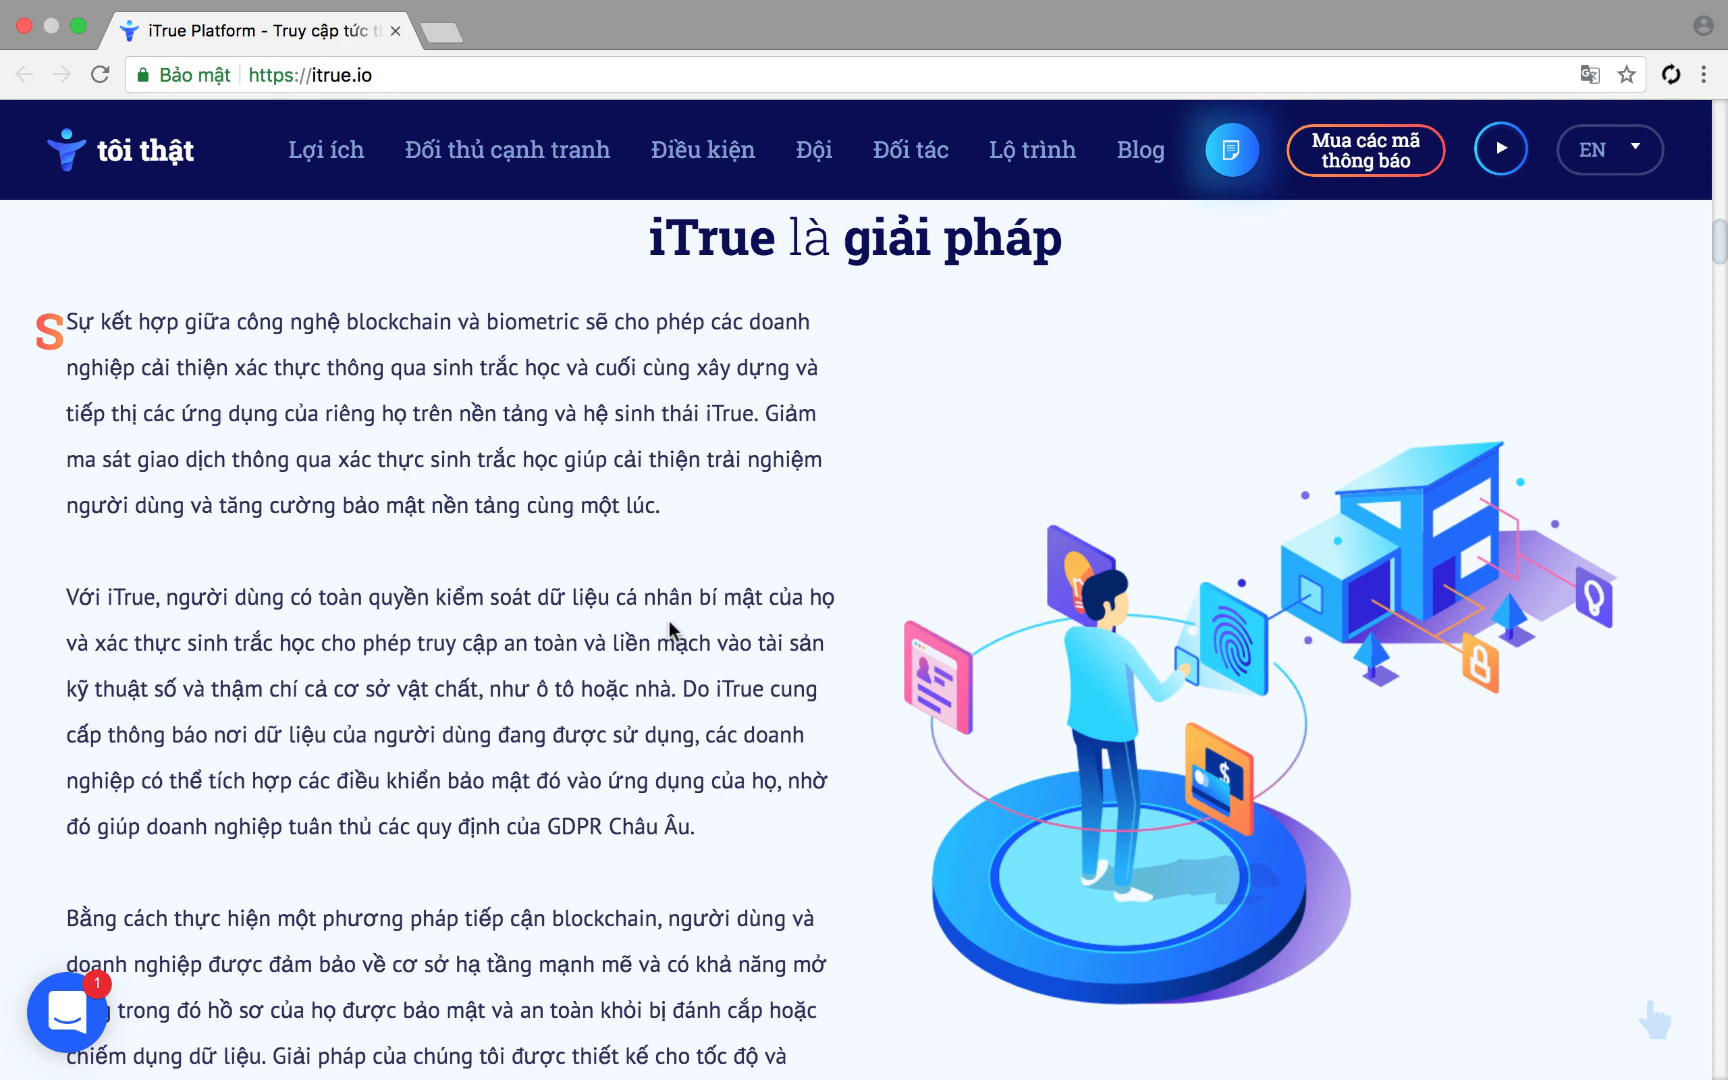 iTrue Platform - Truy cập tức
Bảo mật
https://itrue.io
tôi thật
Lợi ích
Đối thủ cạnh tranh
Điều kiện
Đội
Đối tác
Lộ trình
Blog
Mua các mã
thông báo
EN
iTrue là giải pháp
S
Sự kết hợp giữa công nghệ blockchain và biometric sẽ cho phép các doanh
nghiệp cải thiện xác thực thông qua sinh trắc học và cuối cùng xây dựng và
tiếp thị các ứng dụng của riêng họ trên nền tảng và hệ sinh thái iTrue. Giảm
ma sát giao dịch thông qua xác thực sinh trắc học giúp cải thiện trải nghiệm
người dùng và tăng cường bảo mật nền tảng cùng một lúc.
Với iTrue, người dùng có toàn quyền kiểm soát dữ liệu cá nhân bí mật của họ
và xác thực sinh trắc học cho phép truy cập an toàn và liền mạch vào tài sản
kỹ thuật số và thậm chí cả cơ sở vật chất, như ô tô hoặc nhà. Do iTrue cung
cấp thông báo nơi dữ liệu của người dùng đang được sử dụng, các doanh
nghiệp có thể tích hợp các điều khiển bảo mật đó vào ứng dụng của họ, nhờ
đó giúp doanh nghiệp tuân thủ các quy định của GDPR Châu Âu.
Bằng cách thực hiện một phương pháp tiếp cận blockchain, người dùng và
doanh nghiệp được đảm bảo về cơ sở hạ tầng mạnh mẽ và có khả năng mở
trong đó hồ sơ của họ được bảo mật và an toàn khỏi bị đánh cắp hoặc
chiếm dụng dữ liệu. Giải pháp của chúng tôi được thiết kế cho tốc độ và
1
$